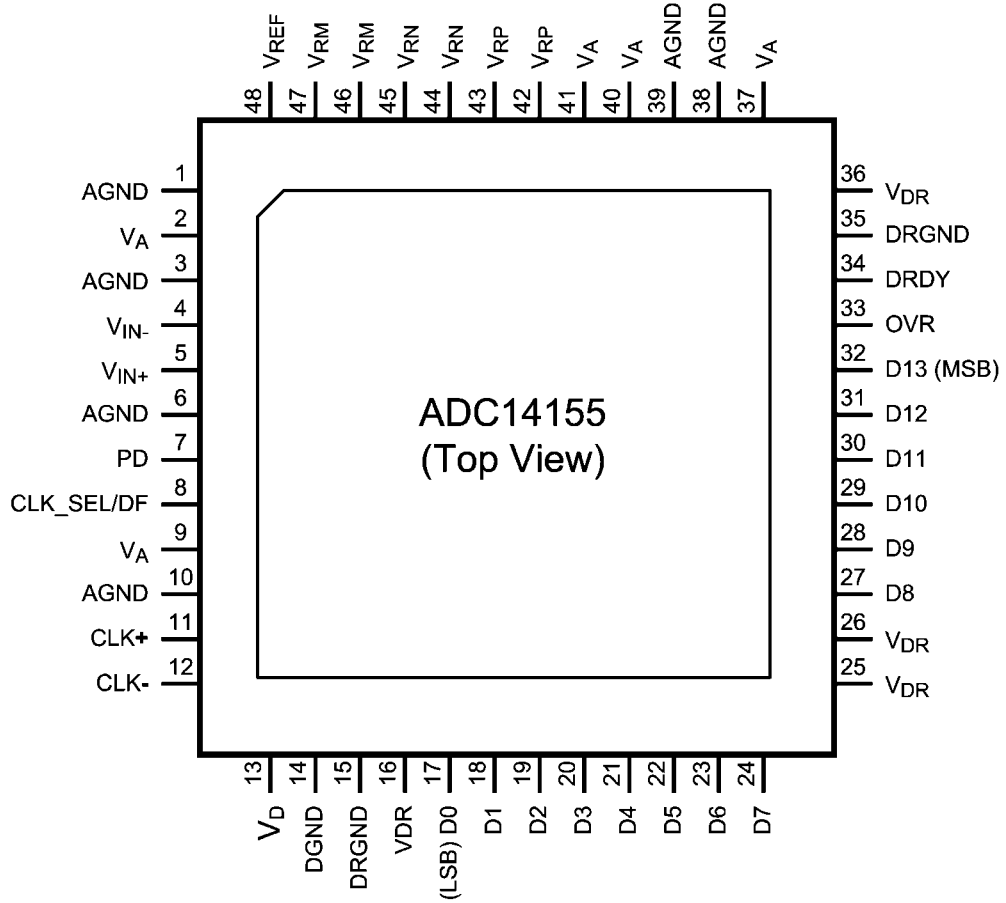 VREF
VRM
VRM
VRN
VRN
VRP
VRP
VA
VA
AGND
AGND
VA
48
47
46
45
44
43
42
41
40
39
38
37
AGND 1
VA 2
AGND 3
VIN- 4
VIN+ 5
AGND 6
PD 7
CLK_SEL/DF 8
VA 9
AGND 10
CLK+ 11
CLK- 12
ADC14155
(Top View)
36 VDR
35 DRGND
34 DRDY
33 OVR
32 D13 (MSB)
31 D12
30 D11
29 D10
28 D9
27 D8
26 VDR
25 VDR
13
14
15
16
17
18
19
20
21
22
23
24
VD
DGND
DRGND
VDR
D0
(LSB)
D1
D2
D3
D4
D5
D6
D7